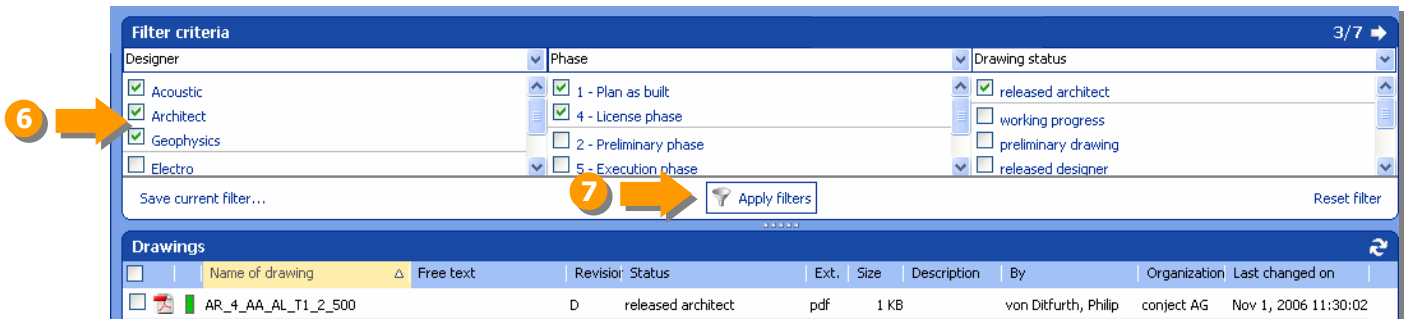 Filter criteria 3/7
Designer Phase Drawing status
Acoustic 1 - Plan as built released architect
6 Architect 4 - License phase working progress
Geophysics 2 - Preliminary phase preliminary drawing
Electro 5 - Execution phase released designer
Save current filter... 7 Apply filters Reset filter
Drawings
Name of drawing Free text Revision Status Ext. Size Description By Organization Last changed on
AR_4_AA_AL_T1_2_500 D released architect pdf 1 KB von Ditfurth, Philip conject AG Nov 1, 2006 11:30:02